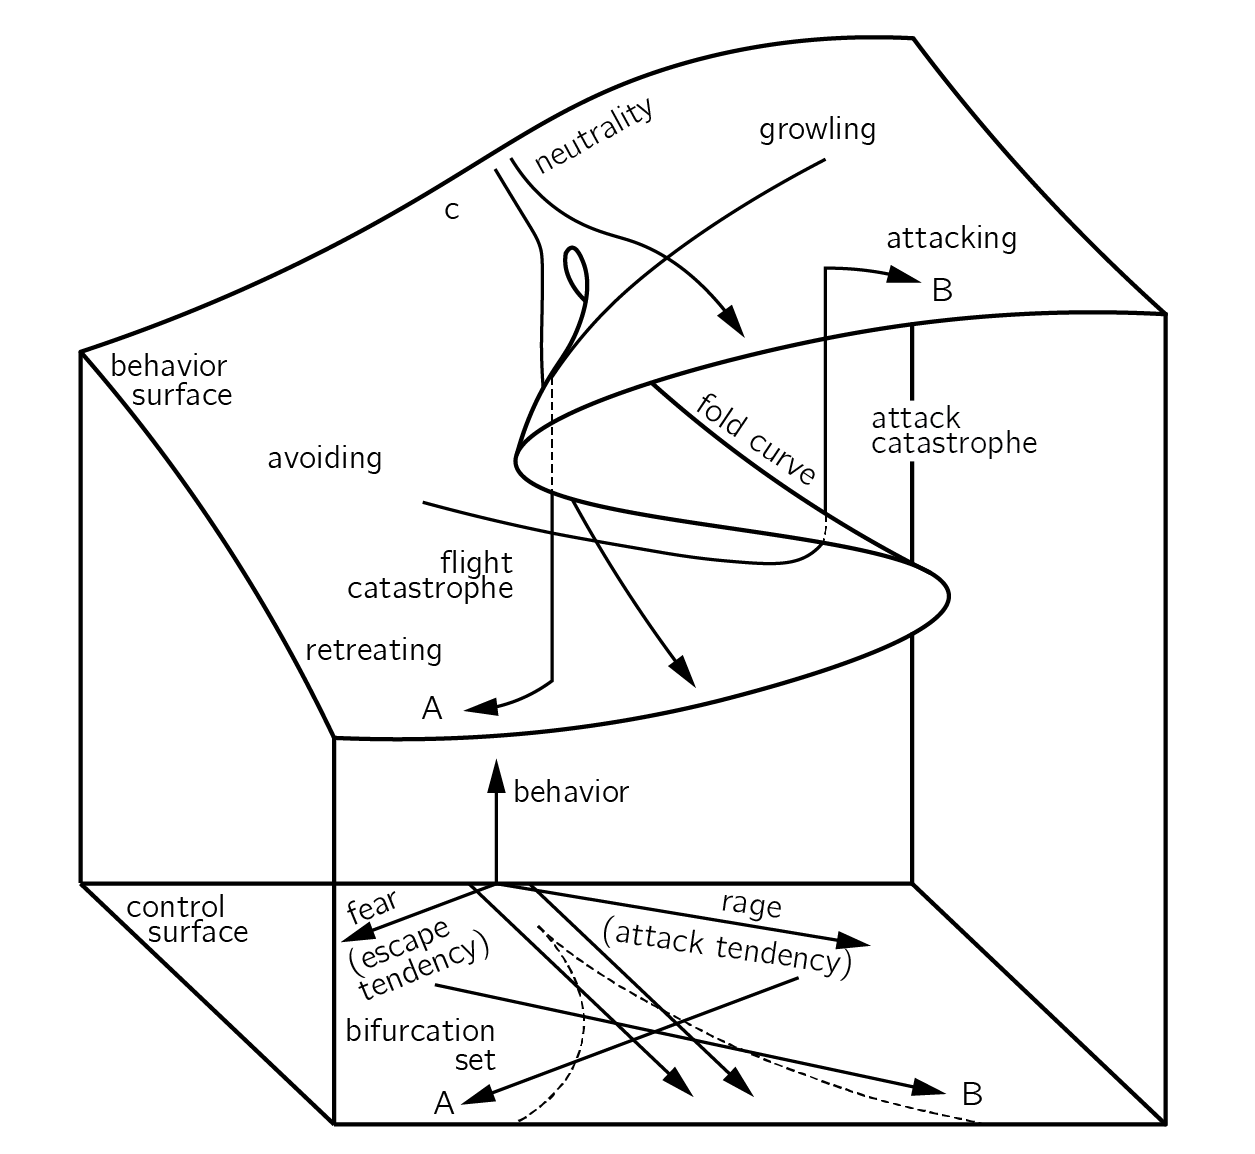 neutrality
growling
c
attacking
B
behavior
surface
fold curve
attack
catastrophe
avoiding
flight
catastrophe
retreating
A
behavior
control
surface
fear
(escape
tendency)
rage
(attack tendency)
bifurcation
set
A
B